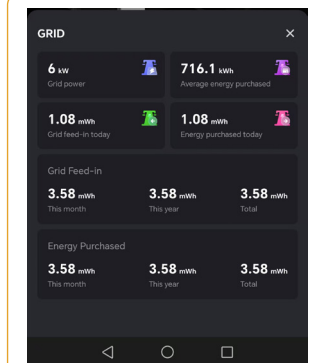 GRID
6 kW
Grid power
716.1 kWh
Average energy purchased
1.08 mWh
Grid feed-in today
1.08 mWh
Energy purchased today
Grid Feed-in
3.58 mWh 3.58 mWh 3.58 mWh
This month This year Total
Energy Purchased
3.58 mWh 3.58 mWh 3.58 mWh
This month This year Total